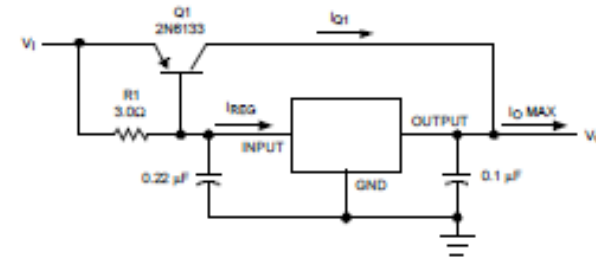 Q1
2N6133
IQ1
VI
R1
3.0Ω
IREG
INPUT
OUTPUT
IO MAX
GND
0.22 µF
0.1 µF